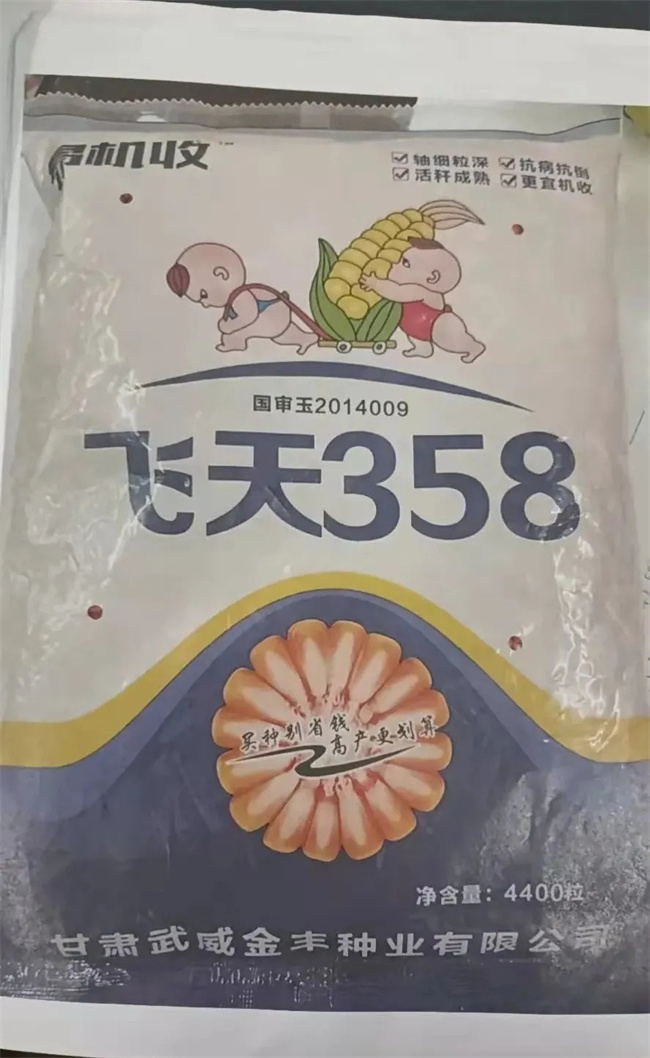 机收
轴细粒深 抗病抗倒
活秆成熟 更宜机收
国审玉2014009
飞天358
买种别省钱
高产更划算
净含量：4400粒
甘肃武威金丰种业有限公司